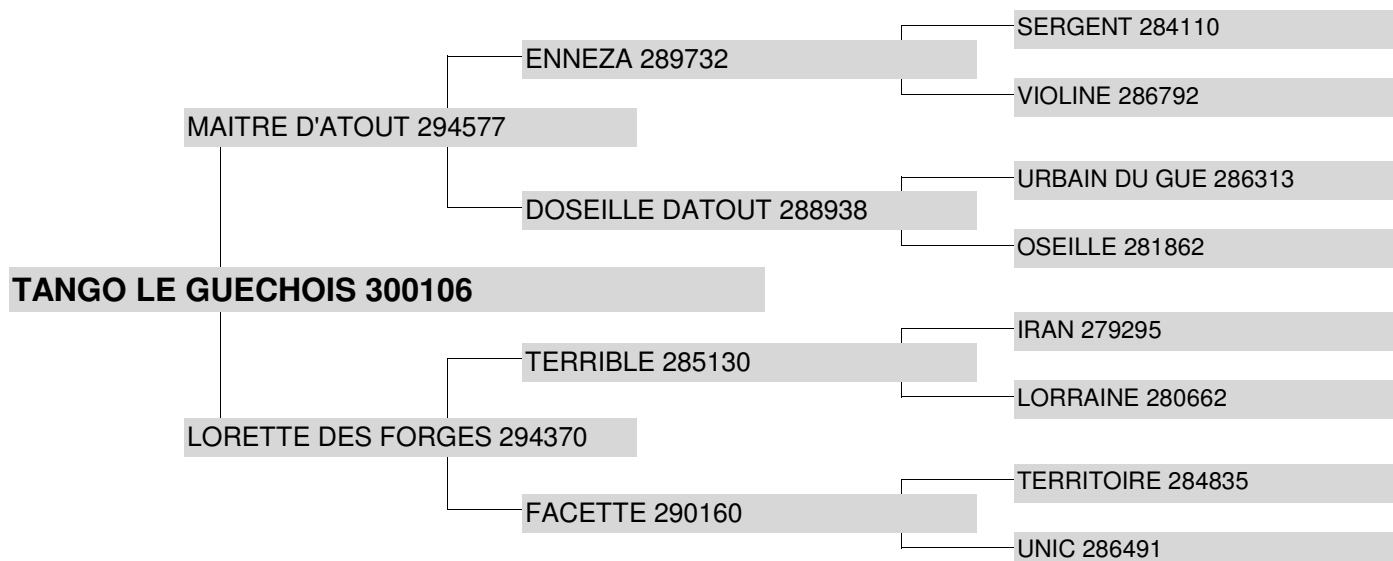 SERGENT 284110
ENNEZA 289732
VIOLINE 286792
MAITRE D'ATOUT 294577
URBAIN DU GUE 286313
DOSEILLE DATOUT 288938
OSEILLE 281862
TANGO LE GUECHOIS 300106
IRAN 279295
TERRIBLE 285130
LORRAINE 280662
LORETTE DES FORGES 294370
TERRITOIRE 284835
FACETTE 290160
UNIC 286491